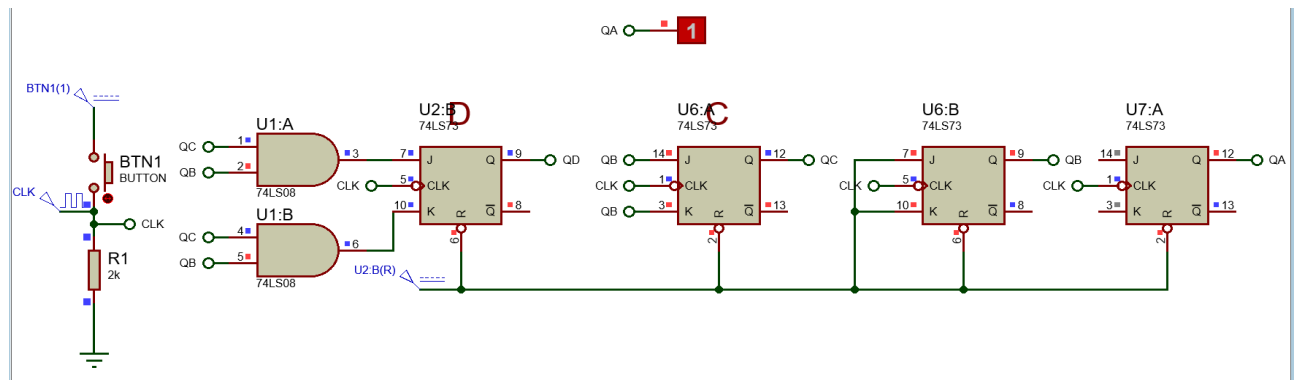 QA 1
BTN1(1)
U2:B D
74LS73
U6:A C
74LS73
U6:B
74LS73
U7:A
74LS73
U1:A
QC 1
QB 2
3
74LS08
7 J Q 9 QD
CLK 5 CLK
10 K Q 8
R
6
QB 14 J Q 12 QC
CLK 1 CLK
QB 3 K Q 13
R
2
7 J Q 9 QB
CLK 5 CLK
10 K Q 8
R
6
14 J Q 12 QA
CLK 1 CLK
3 K Q 13
R
2
BTN1
BUTTON
CLK
CLK
U1:B
QC 4
QB 5
6
74LS08
R1
2k
U2:B(R)